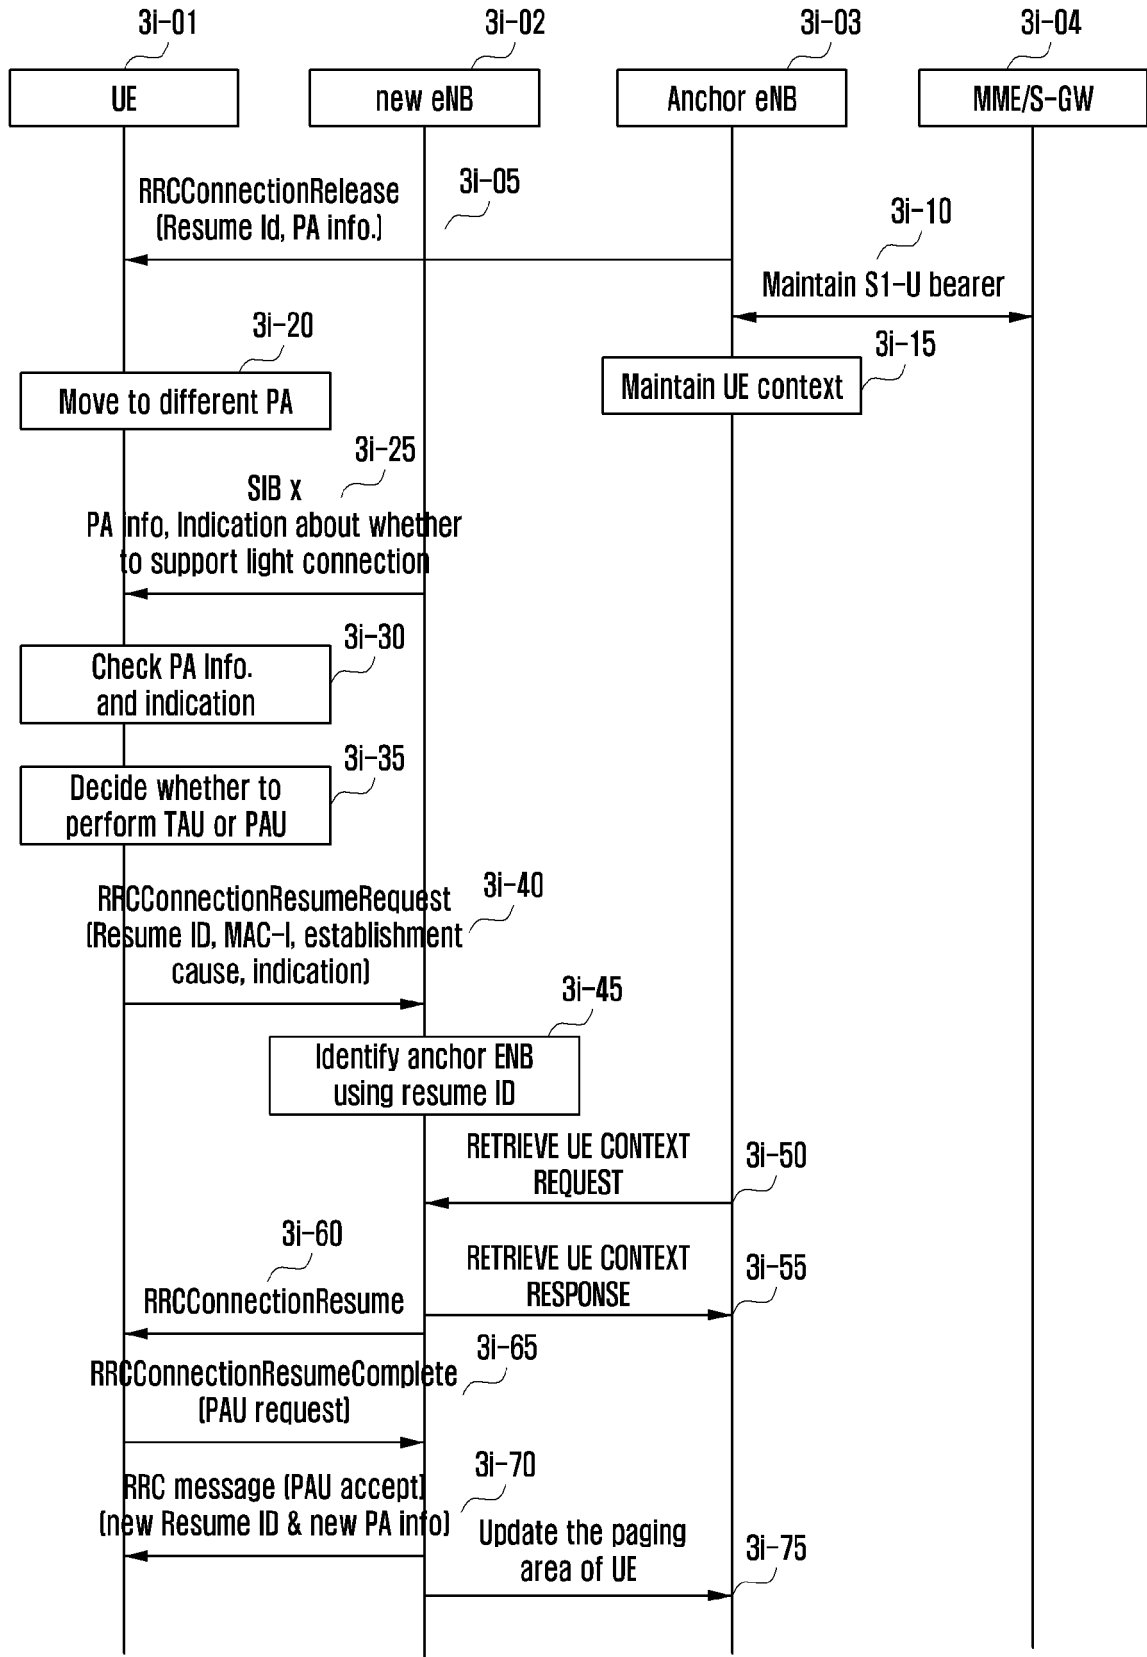 3i-01
3i-02
3i-03
3i-04
UE
new eNB
Anchor eNB
MME/S-GW
3i-05
RRCConnectionRelease
(Resume Id, PA info.)
3i-10
Maintain S1-U bearer
3i-20
3i-15
Move to different PA
Maintain UE context
3i-25
SIB x
PA info, Indication about whether
to support light connection
3i-30
Check PA Info.
and indication
3i-35
Decide whether to
perform TAU or PAU
3i-40
RRCConnectionResumeRequest
(Resume ID, MAC-I, establishment
cause, indication)
3i-45
Identify anchor ENB
using resume ID
RETRIEVE UE CONTEXT
REQUEST
3i-50
3i-60
RRCConnectionResume
RETRIEVE UE CONTEXT
RESPONSE
3i-55
3i-65
RRCConnectionResumeComplete
(PAU request)
3i-70
RRC message (PAU accept)
(new Resume ID & new PA info)
Update the paging
area of UE
3i-75